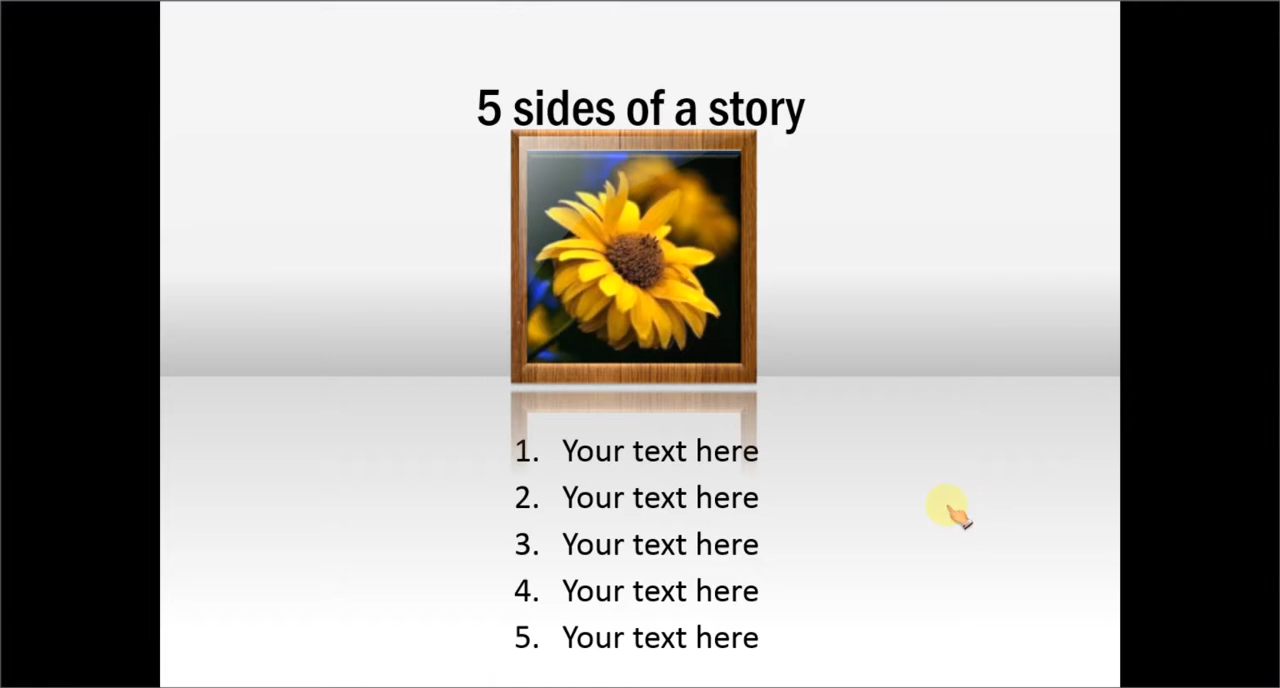 5 sides of a story
1. Your text here
2. Your text here
3. Your text here
4. Your text here
5. Your text here